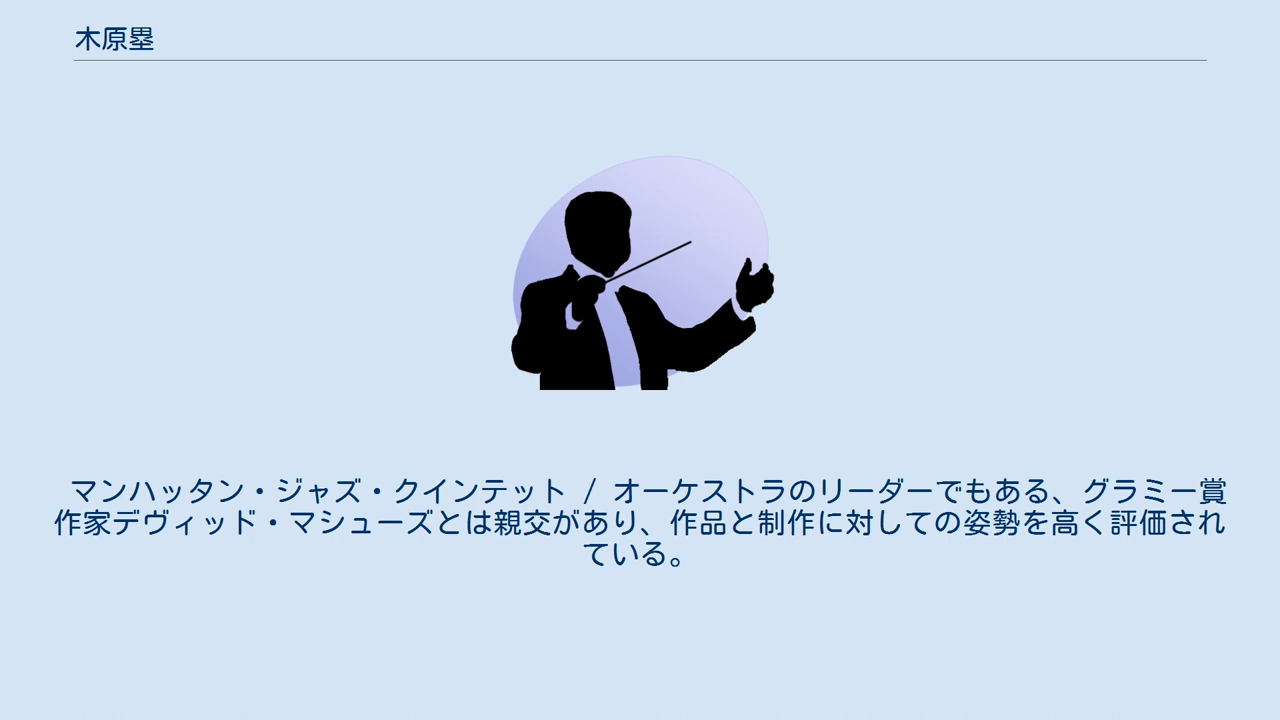 木原塁
マンハッタン・ジャズ・クインテット / オーケストラのリーダーでもある、グラミー賞
作家デヴィッド・マシューズとは親交があり、作品と制作に対しての姿勢を高く評価され
ている。